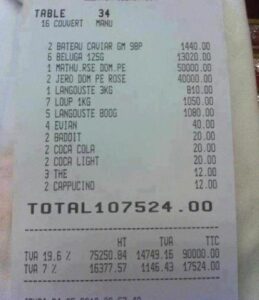 TABLE 34
16 COUVERT MANU
2 BATEAU CAVIAR GM 98P 1440.00
6 BELUGA 125G 13020.00
1 MATHU.RSE DOM PE 50000.00
2 JERO DOM PE ROSE 40000.00
1 LANGOUSTE 3KG 810.00
7 LOUP 1KG 1050.00
5 LANGOUSTE 800G 1080.00
4 EVIAN 40.00
2 BADOIT 20.00
2 COCA COLA 20.00
2 COCA LIGHT 20.00
3 THE 12.00
2 CAPPUCINO 12.00
TOTAL107524.00
HT TVA TTC
TVA 19.6 % 75250.84 14749.16 90000.00
TVA 7 % 16377.57 1146.43 17524.00